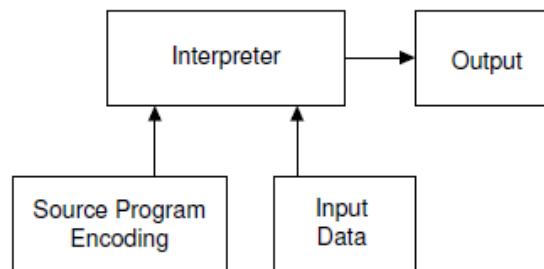 Interpreter
Output
Source Program
Encoding
Input
Data